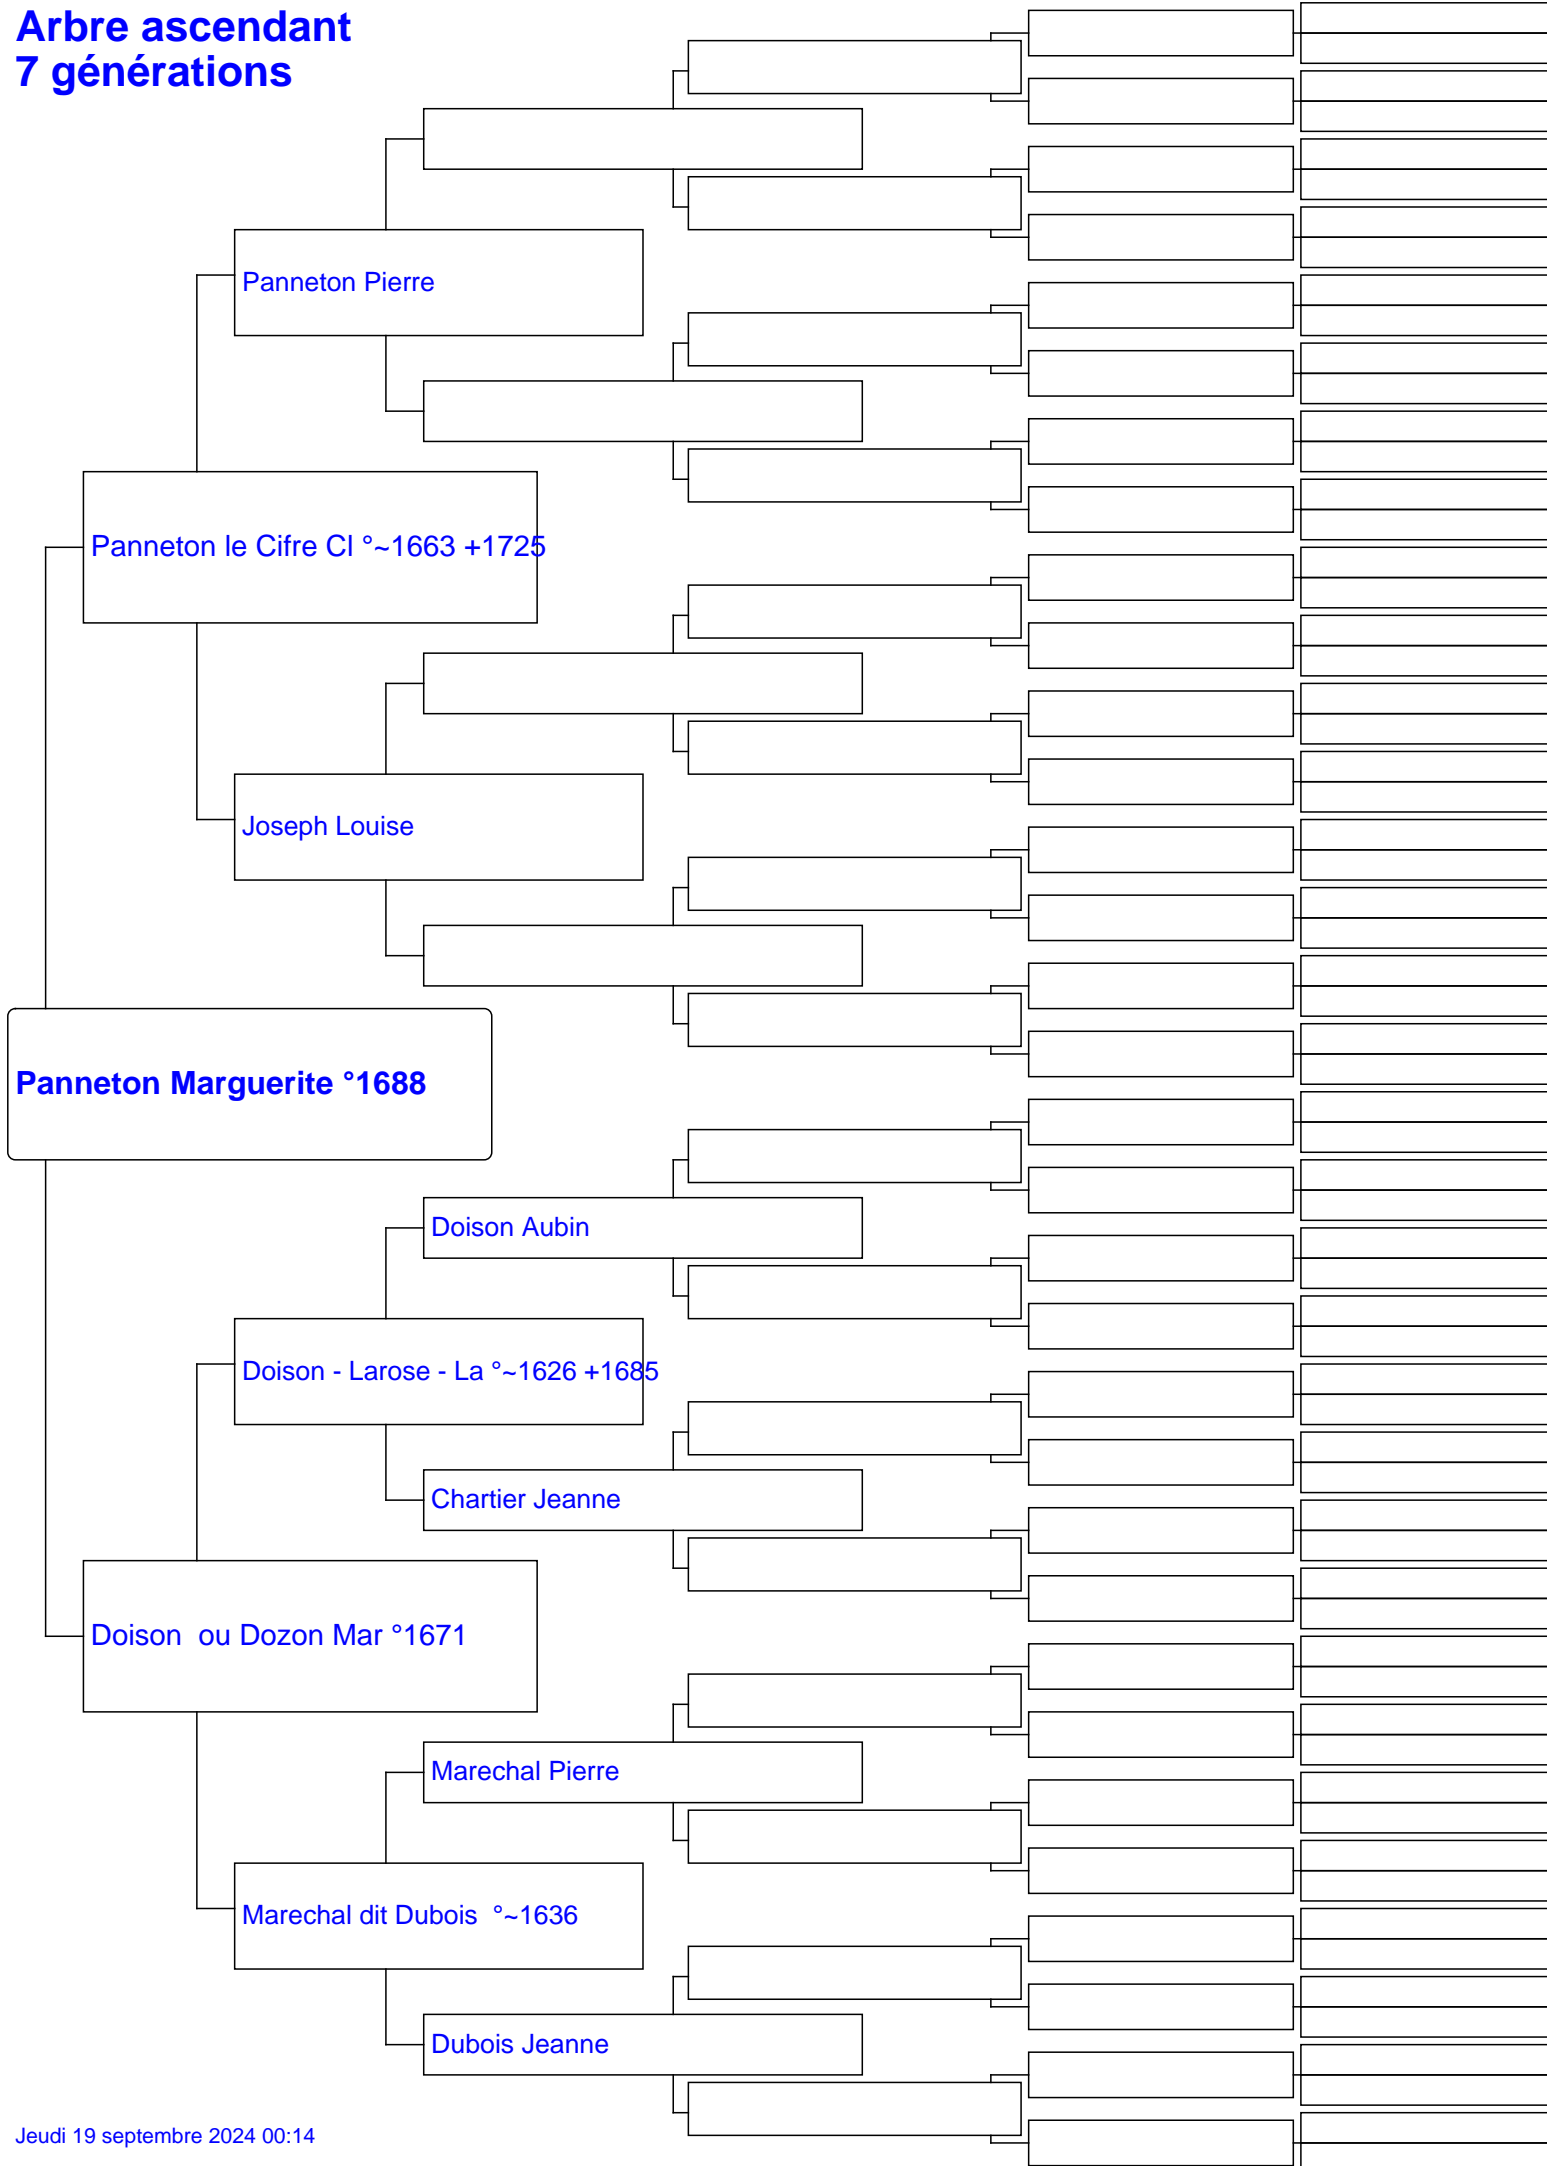 Arbre ascendant
7 générations
Panneton Pierre
Panneton le Cifre Cl °~1663 +1725
Joseph Louise
Panneton Marguerite °1688
Doison Aubin
Doison - Larose - La °~1626 +1685
Chartier Jeanne
Doison  ou Dozon Mar °1671
Marechal Pierre
Marechal dit Dubois  °~1636
Dubois Jeanne
Jeudi 19 septembre 2024 00:14